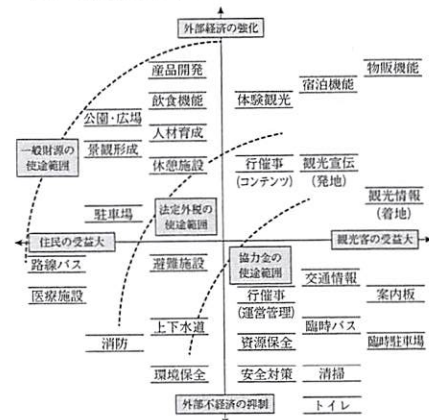 外部経済の強化
産品開発
物販機能
宿泊機能
飲食機能
体験観光
公園・広場
人材育成
一般財源の
使途範囲
景観形成
休憩施設
行催事
(コンテンツ)
観光宣伝
(発地)
観光情報
(着地)
駐車場
法定外税の
使途範囲
住民の受益大
観光客の受益大
路線バス
避難施設
協力金の
使途範囲
交通情報
医療施設
行催事
(運営管理)
案内板
上下水道
臨時バス
消防
資源保全
臨時駐車場
環境保全
安全対策
清掃
外部不経済の抑制
トイレ